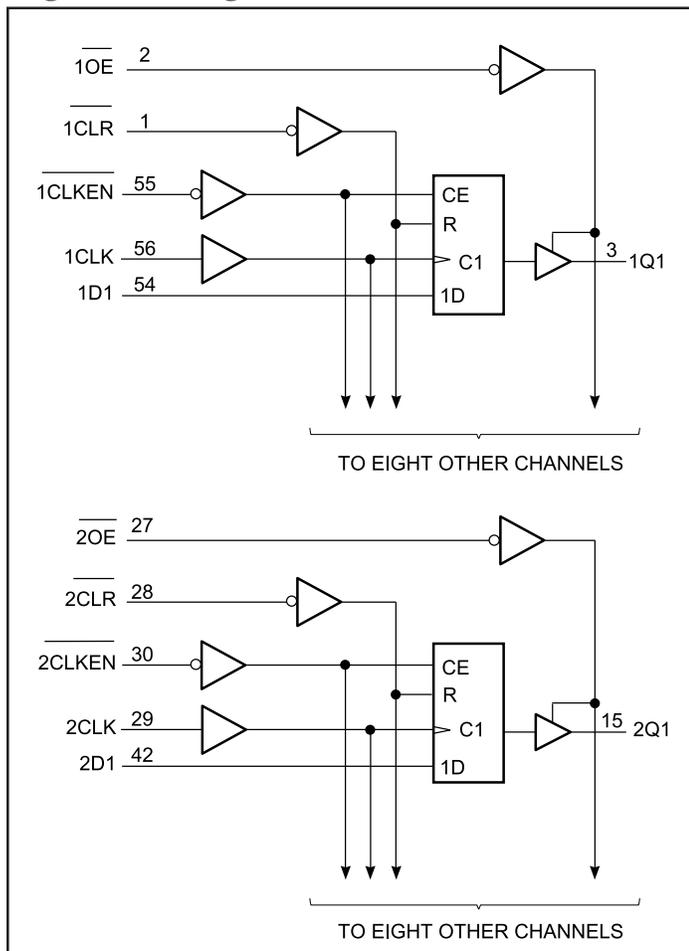 1OE 2
1CLR 1
1CLKEN 55
CE
R
1CLK 56
C1
3 1Q1
1D1 54
1D
TO EIGHT OTHER CHANNELS
2OE 27
2CLR 28
2CLKEN 30
CE
R
2CLK 29
C1
15 2Q1
2D1 42
1D
TO EIGHT OTHER CHANNELS